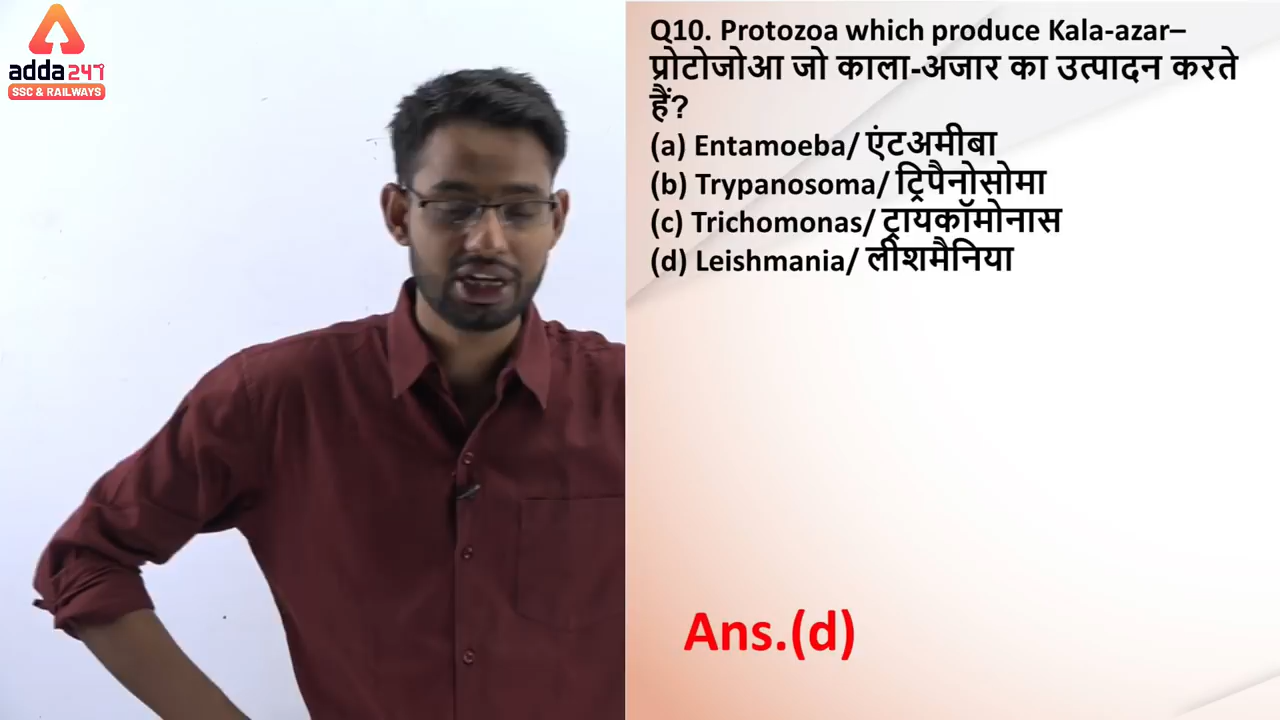 adda247
SSC & RAILWAYS
Q10. Protozoa which produce Kala-azar–
प्रोटोजोआ जो काला-अजार का उत्पादन करते
हैं?
(a) Entamoeba/ एंटअमीबा
(b) Trypanosoma/ ट्रिपैनोसोमा
(c) Trichomonas/ ट्रायकॉमोनास
(d) Leishmania/ लीशमैनिया
Ans.(d)